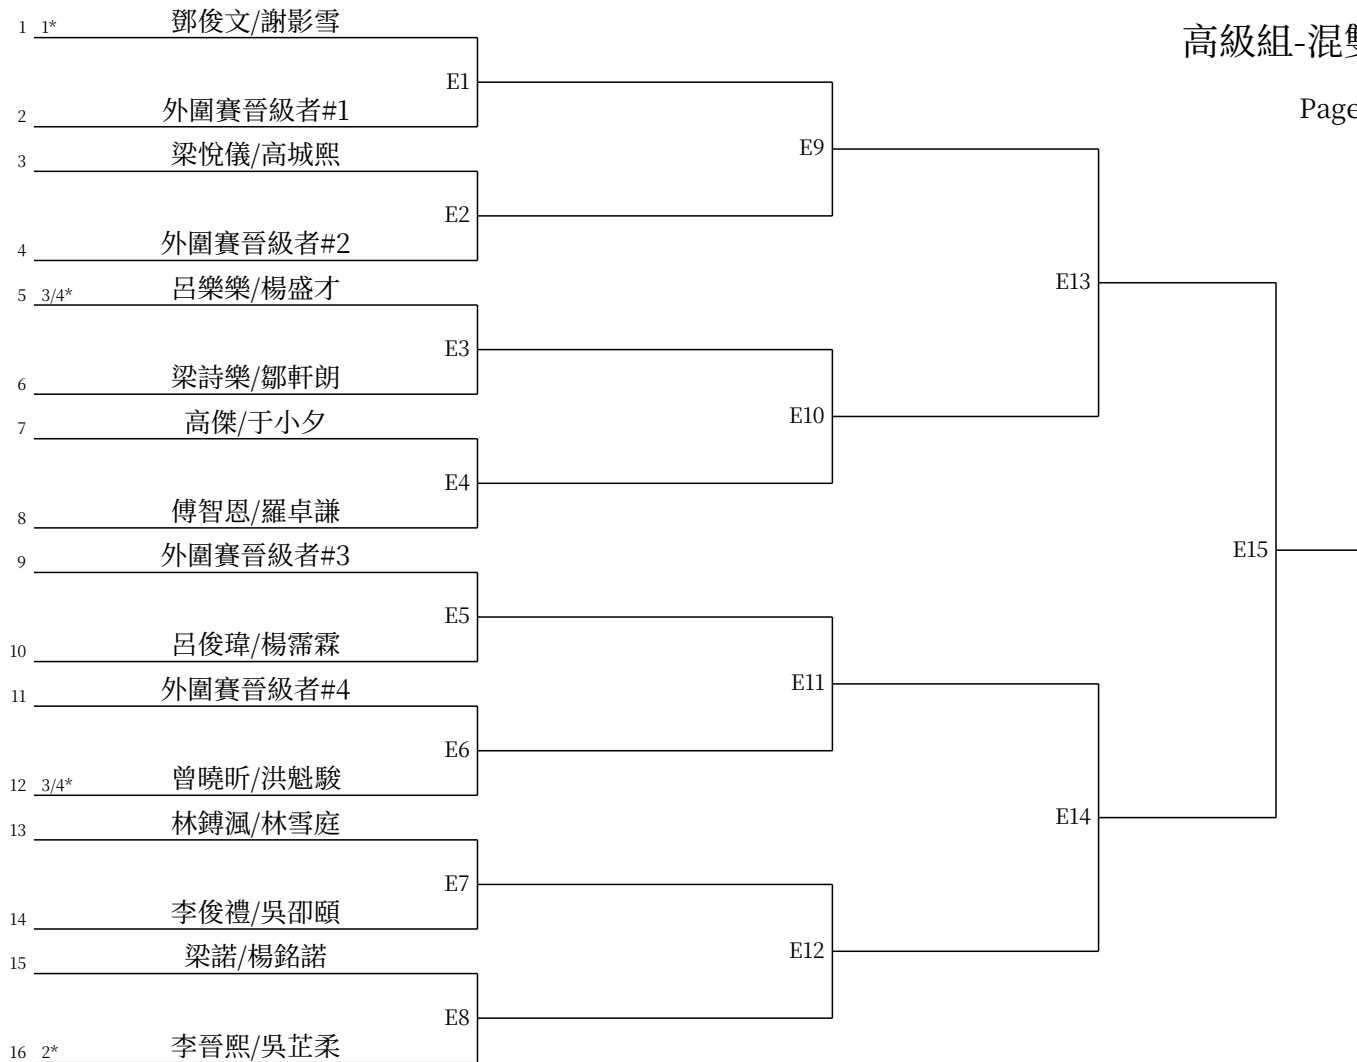 1 1* 鄧俊文/謝影雪
高級組-混
E1
Page
2 外圍賽晉級者#1
E9
3 梁悅儀/高城熙
E2
4 外圍賽晉級者#2
E13
5 3/4* 呂樂樂/楊盛才
E3
6 梁詩樂/鄒軒朗
E10
7 高傑/于小夕
E4
8 傅智恩/羅卓謙
E15
9 外圍賽晉級者#3
E5
10 呂俊瑋/楊霈霖
E11
11 外圍賽晉級者#4
E6
12 3/4* 曾曉昕/洪魁駿
E14
13 林鎛渢/林雪庭
E7
14 李俊禮/吳卲頤
E12
15 梁諾/楊銘諾
E8
16 2* 李晉熙/吳芷柔